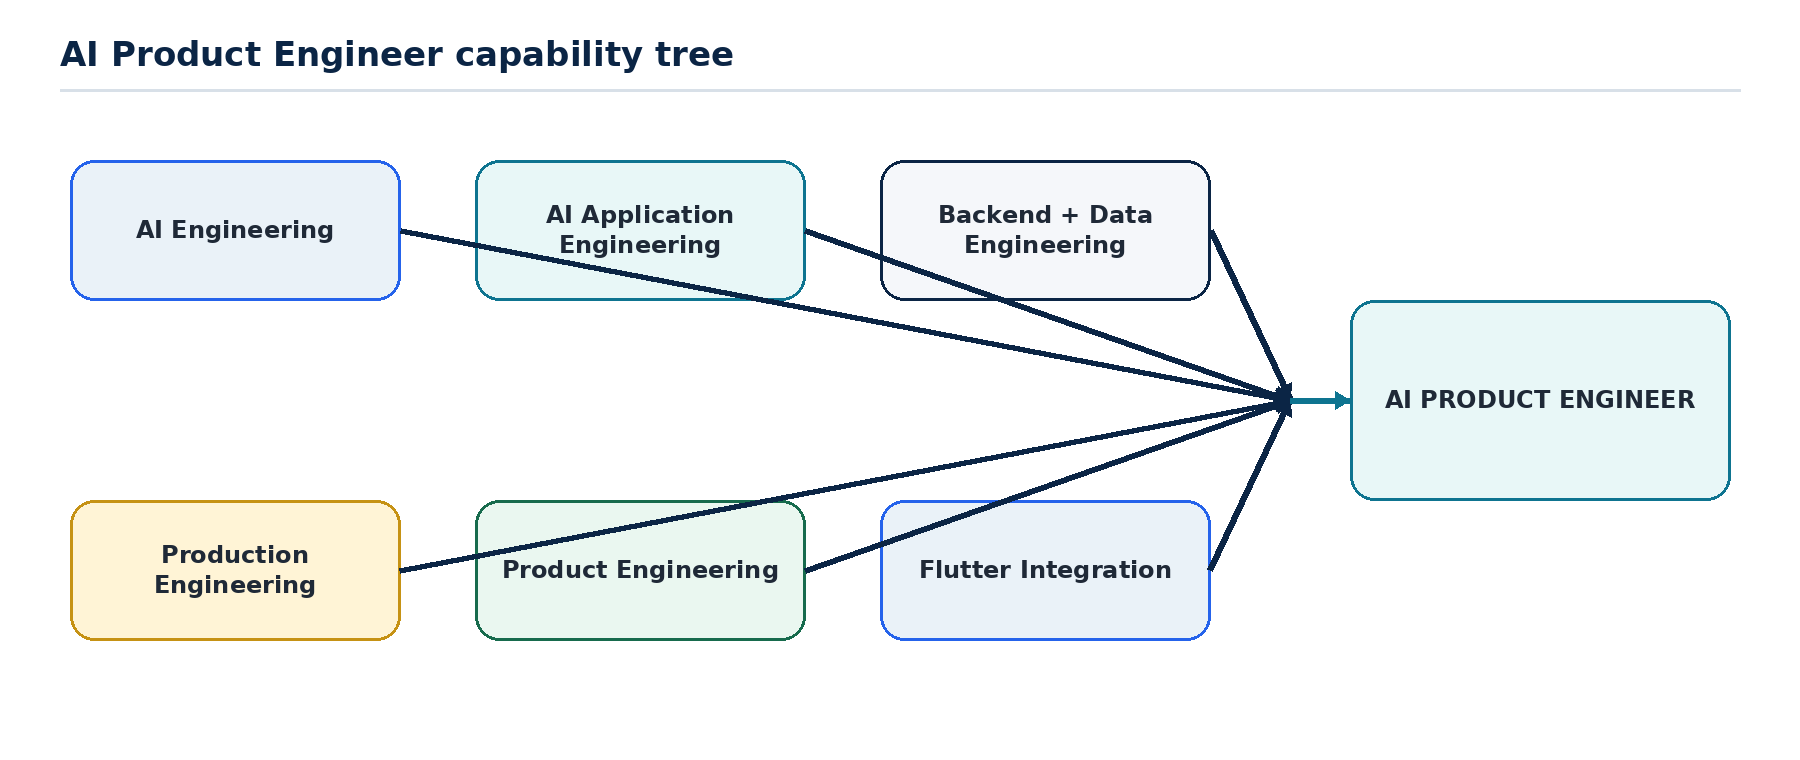 AI Product Engineer capability tree
AI Engineering
AI Application
Engineering
Backend + Data
Engineering
AI PRODUCT ENGINEER
Production
Engineering
Product Engineering
Flutter Integration